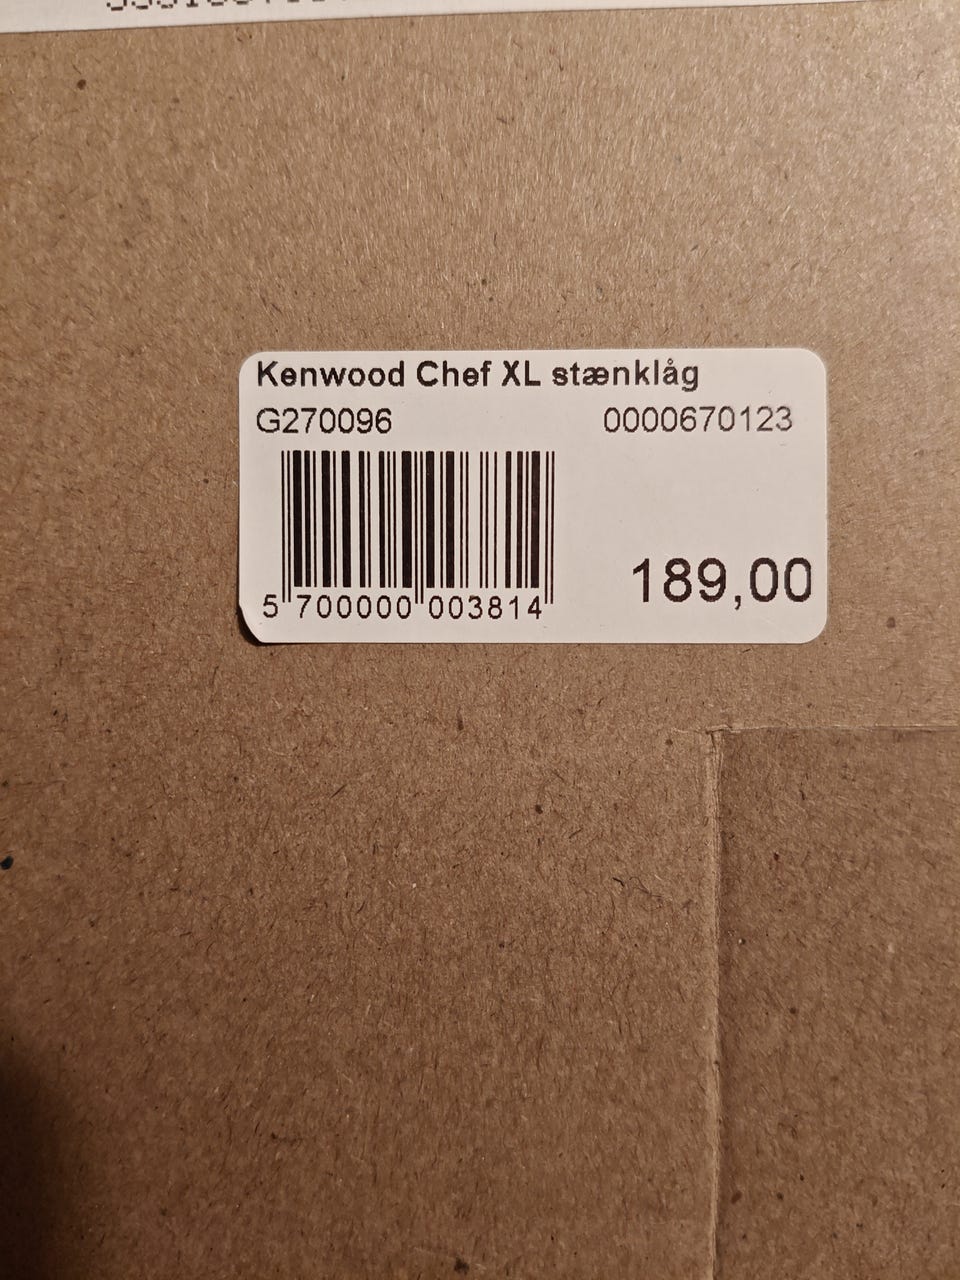 Kenwood Chef XL stænklåg
G270096 0000670123
189,00
5 700000 003814